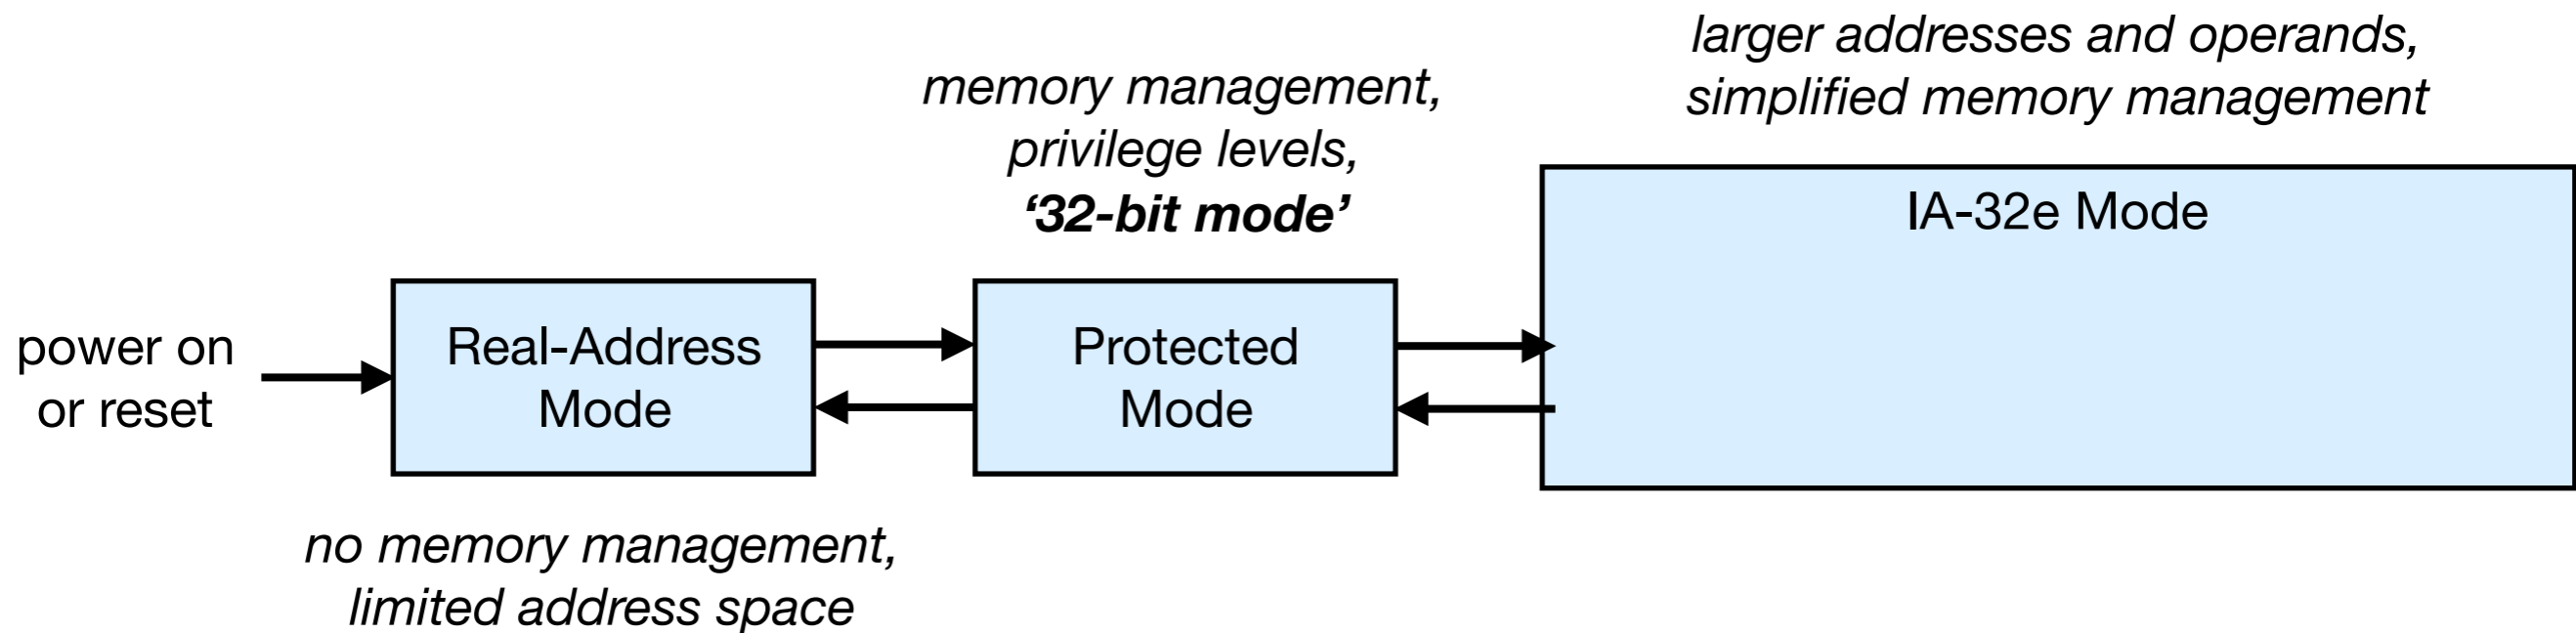 power on
or reset
Real-Address
Mode
no memory management,
limited address space
memory management,
privilege levels,
‘32-bit mode’
Protected
Mode
larger addresses and operands,
simplified memory management
IA-32e Mode